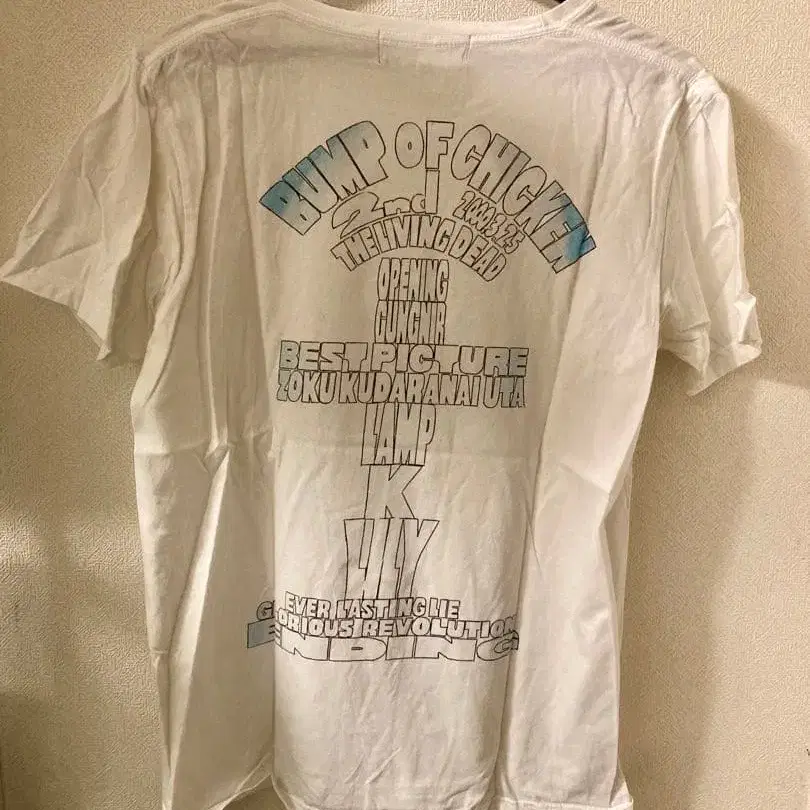 BUMP OF CHICKEN
2nd 2000.3.25
THE LIVING DEAD
OPENING
GUNGNIR
BEST PICTURE
ZOKU KUDARANAI UTA
LAMP
K
LILY
EVER LASTING LIE
GLORIOUS REVOLUTION
ENDING